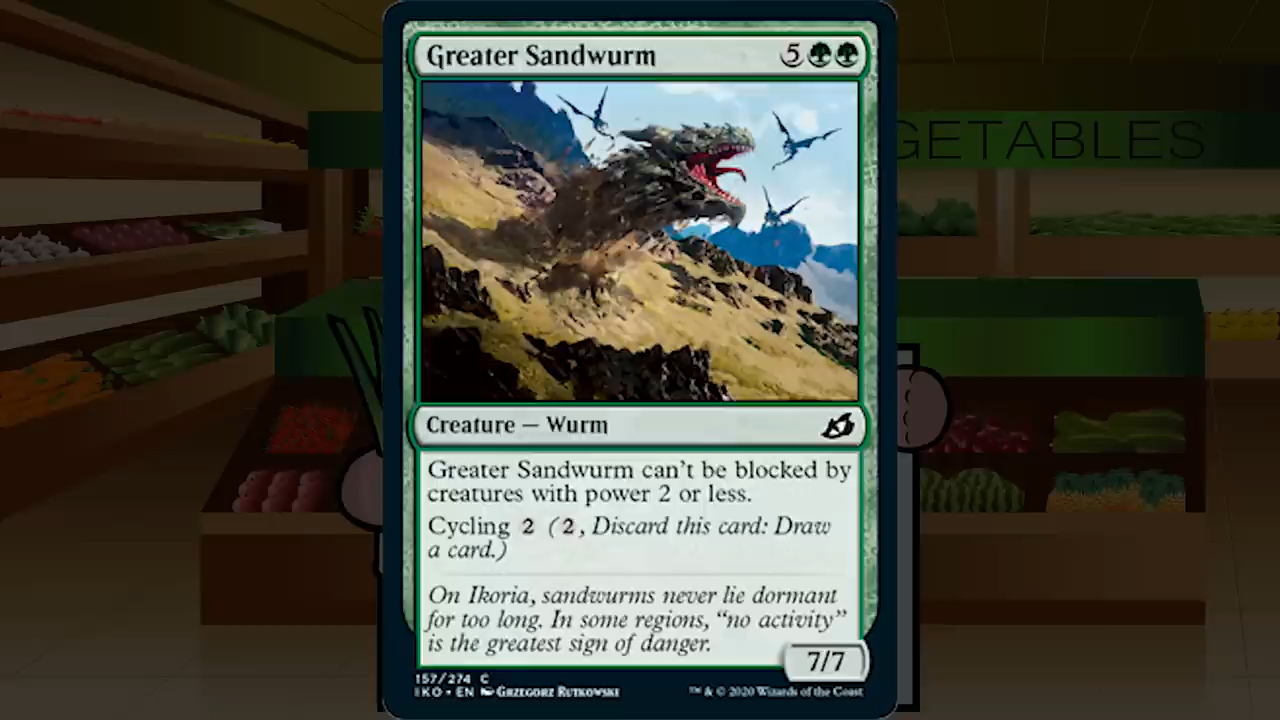 Greater Sandwurm 5
GETABLES
Creature — Wurm
Greater Sandwurm can't be blocked by
creatures with power 2 or less.
Cycling 2 (2, Discard this card: Draw
a card.)
On Ikoria, sandwurms never lie dormant
for too long. In some regions, “no activity”
is the greatest sign of danger.
7/7
157/274 C
IKO • EN Grzegorz Rutkowski
™ & © 2020 Wizards of the Coast